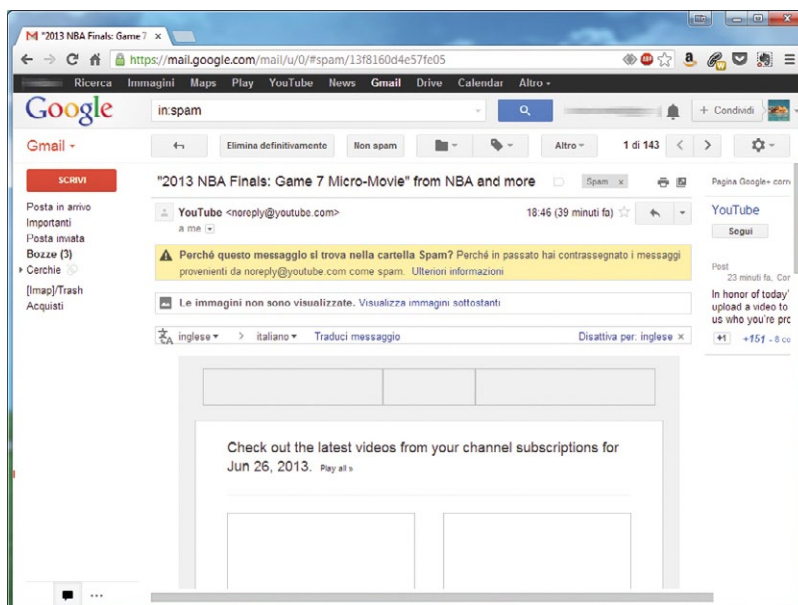 "2013 NBA Finals: Game 7
https://mail.google.com/mail/u/0/#spam/13f8160d4e57fe05
Ricerca Immagini Maps Play YouTube News Gmail Drive Calendar Altro
Google
in:spam
+ Condividi
Gmail
Elimina definitivamente
Non spam
Altro
1 di 143
SCRIVI
Posta in arrivo
Importanti
Posta inviata
Bozze (3)
Cerchie
[Imap]/Trash
Acquisti
"2013 NBA Finals: Game 7 Micro-Movie" from NBA and more
Spam x
YouTube <noreply@youtube.com>
18:46 (39 minuti fa)
a me
Perché questo messaggio si trova nella cartella Spam? Perché in passato hai contrassegnato i messaggi
provenienti da noreply@youtube.com come spam. Ulteriori informazioni
Le immagini non sono visualizzate. Visualizza immagini sottostanti
inglese > italiano Traduci messaggio Disattiva per: inglese ×
Check out the latest videos from your channel subscriptions for
Jun 26, 2013. Play all »
Pagina Google+ corr
YouTube
Segui
Post
23 minuti fa, Cor
In honor of today'
upload a video to
us who you're pro
+1 +151 - 8 co